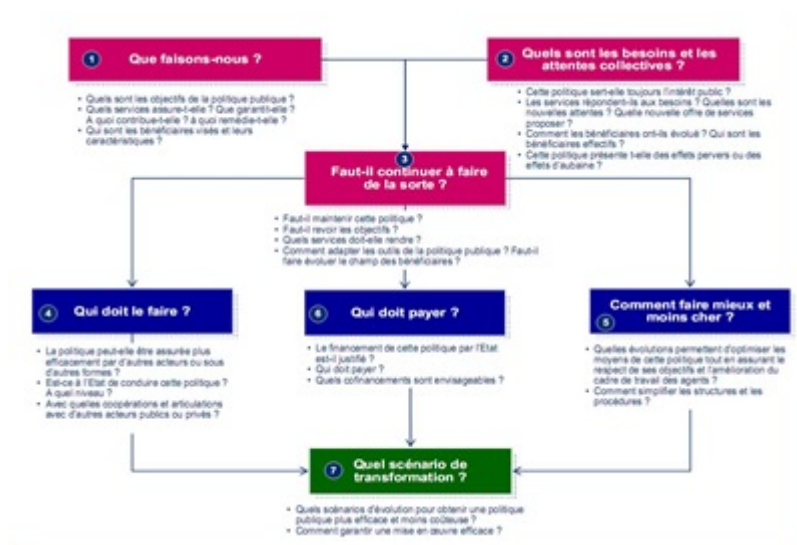 1 Que faisons-nous ?
• Quels sont les objectifs de la politique publique ?
• Quels services assure-t-elle ? Que garantit-elle ?
A quoi contribue-t-elle ? à quoi remédie-t-elle ?
• Qui sont les bénéficiaires visés et leurs
caractéristiques ?
2 Quels sont les besoins et les
attentes collectives ?
• Cette politique sert-elle toujours l'intérêt public ?
• Les services répondent-ils aux besoins ? Quelles sont les
nouvelles attentes ? Quelle nouvelle offre de services
proposer ?
• Comment les bénéficiaires ont-ils évolué ? Qui sont les
bénéficiaires effectifs ?
• Cette politique présente t-elle des effets pervers ou des
effets d'aubaine ?
3
Faut-il continuer à faire
de la sorte ?
• Faut-il maintenir cette politique ?
• Faut-il revoir les objectifs ?
• Quels services doit-elle rendre ?
• Comment adapter les outils de la politique publique ? Faut-il
faire évoluer le champ des bénéficiaires ?
4 Qui doit le faire ?
• La politique peut-elle être assurée plus
efficacement par d'autres acteurs ou sous
d'autres formes ?
• Est-ce à l'Etat de conduire cette politique ?
A quel niveau ?
• Avec quelles coopérations et articulations
avec d'autres acteurs publics ou privés ?
6 Qui doit payer ?
• Le financement de cette politique par l'Etat
est-il justifié ?
• Qui doit payer ?
• Quels cofinancements sont envisageables ?
Comment faire mieux et
5 moins cher ?
• Quelles évolutions permettent d'optimiser les
moyens de cette politique tout en assurant le
respect de ses objectifs et l'amélioration du
cadre de travail des agents ?
• Comment simplifier les structures et les
procédures ?
7 Quel scénario de
transformation ?
• Quels scénarios d'évolution pour obtenir une politique
publique plus efficace et moins coûteuse ?
• Comment garantir une mise en œuvre efficace ?